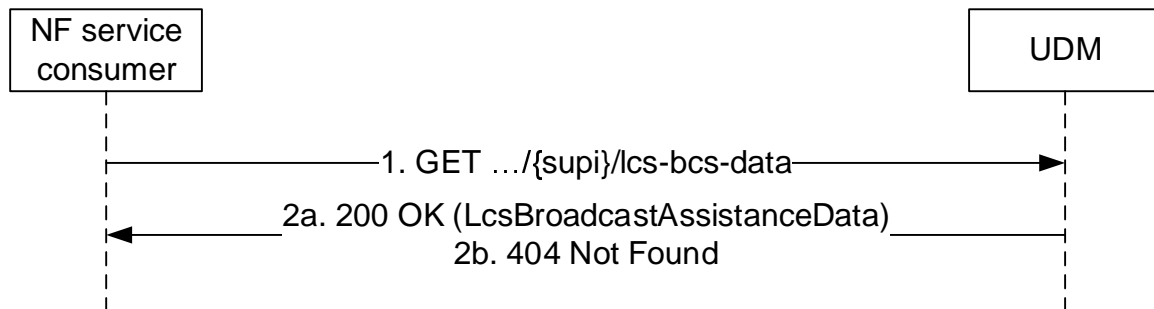 NF service
consumer
UDM
1. GET …/{supi}/lcs-bcs-data
2a. 200 OK (LcsBroadcastAssistanceData)
2b. 404 Not Found